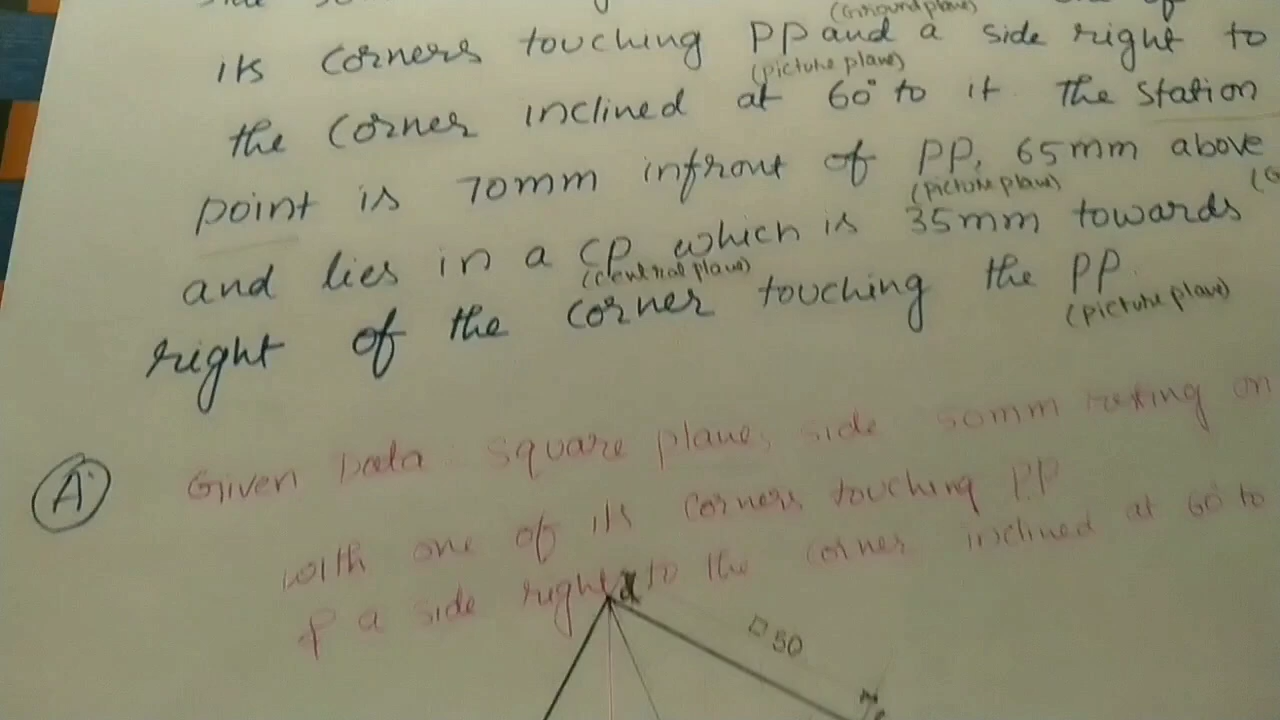 (Ground plane)
its corners touching PP and a side right to
(picture plane)
the corner inclined at 60° to it. The station
point is 70mm infront of PP, 65mm above
(picture plane)
and lies in a CP which is 35mm towards
(central plane)
right of the corner touching the PP.
(picture plane)
A Given Data: square plane, side 50mm resting on
with one of its corners touching PP
& a side right to the corner inclined at 60 to
d
□ 50